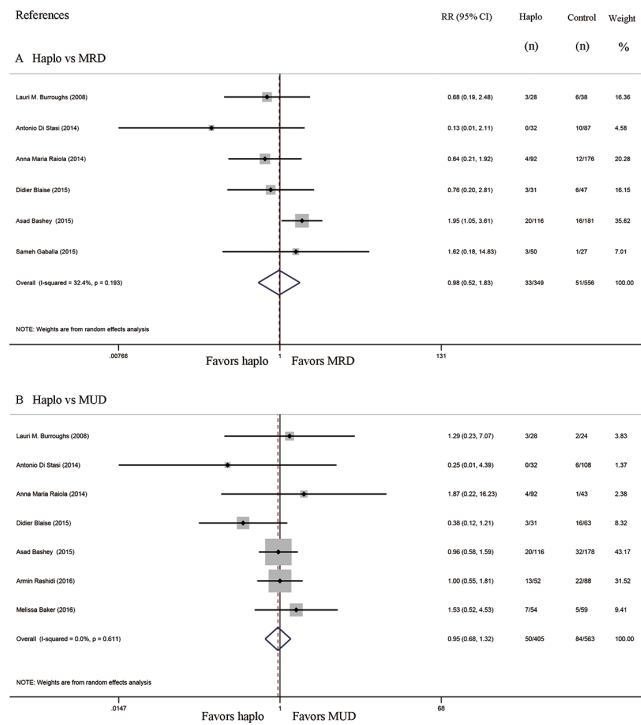 References RR (95% CI) Haplo Control Weight
(n) (n) %
A Haplo vs MRD
Lauri M. Burroughs (2008) 0.68 (0.19, 2.48) 3/28 6/38 16.36
Antonio Di Stasi (2014) 0.13 (0.01, 2.11) 0/32 10/87 4.58
Anna Maria Raiola (2014) 0.64 (0.21, 1.92) 4/92 12/176 20.28
Didier Blaise (2015) 0.76 (0.20, 2.81) 3/31 6/47 16.15
Asad Bashey (2015) 1.95 (1.05, 3.61) 20/116 16/181 35.62
Sameh Gaballa (2015) 1.62 (0.18, 14.83) 3/50 1/27 7.01
Overall (I-squared = 32.4%, p = 0.193) 0.98 (0.52, 1.83) 33/349 51/556 100.00
NOTE: Weights are from random effects analysis
.00766 1 131
Favors haplo Favors MRD
B Haplo vs MUD
Lauri M. Burroughs (2008) 1.29 (0.23, 7.07) 3/28 2/24 3.83
Antonio Di Stasi (2014) 0.25 (0.01, 4.39) 0/32 6/108 1.37
Anna Maria Raiola (2014) 1.87 (0.22, 16.23) 4/92 1/43 2.38
Didier Blaise (2015) 0.38 (0.12, 1.21) 3/31 16/63 8.32
Asad Bashey (2015) 0.96 (0.58, 1.59) 20/116 32/178 43.17
Armin Rashidi (2016) 1.00 (0.55, 1.81) 13/52 22/88 31.52
Melissa Baker (2016) 1.53 (0.52, 4.53) 7/54 5/59 9.41
Overall (I-squared = 0.0%, p = 0.611) 0.95 (0.68, 1.32) 50/405 84/563 100.00
NOTE: Weights are from random effects analysis
.0147 1 68
Favors haplo Favors MUD